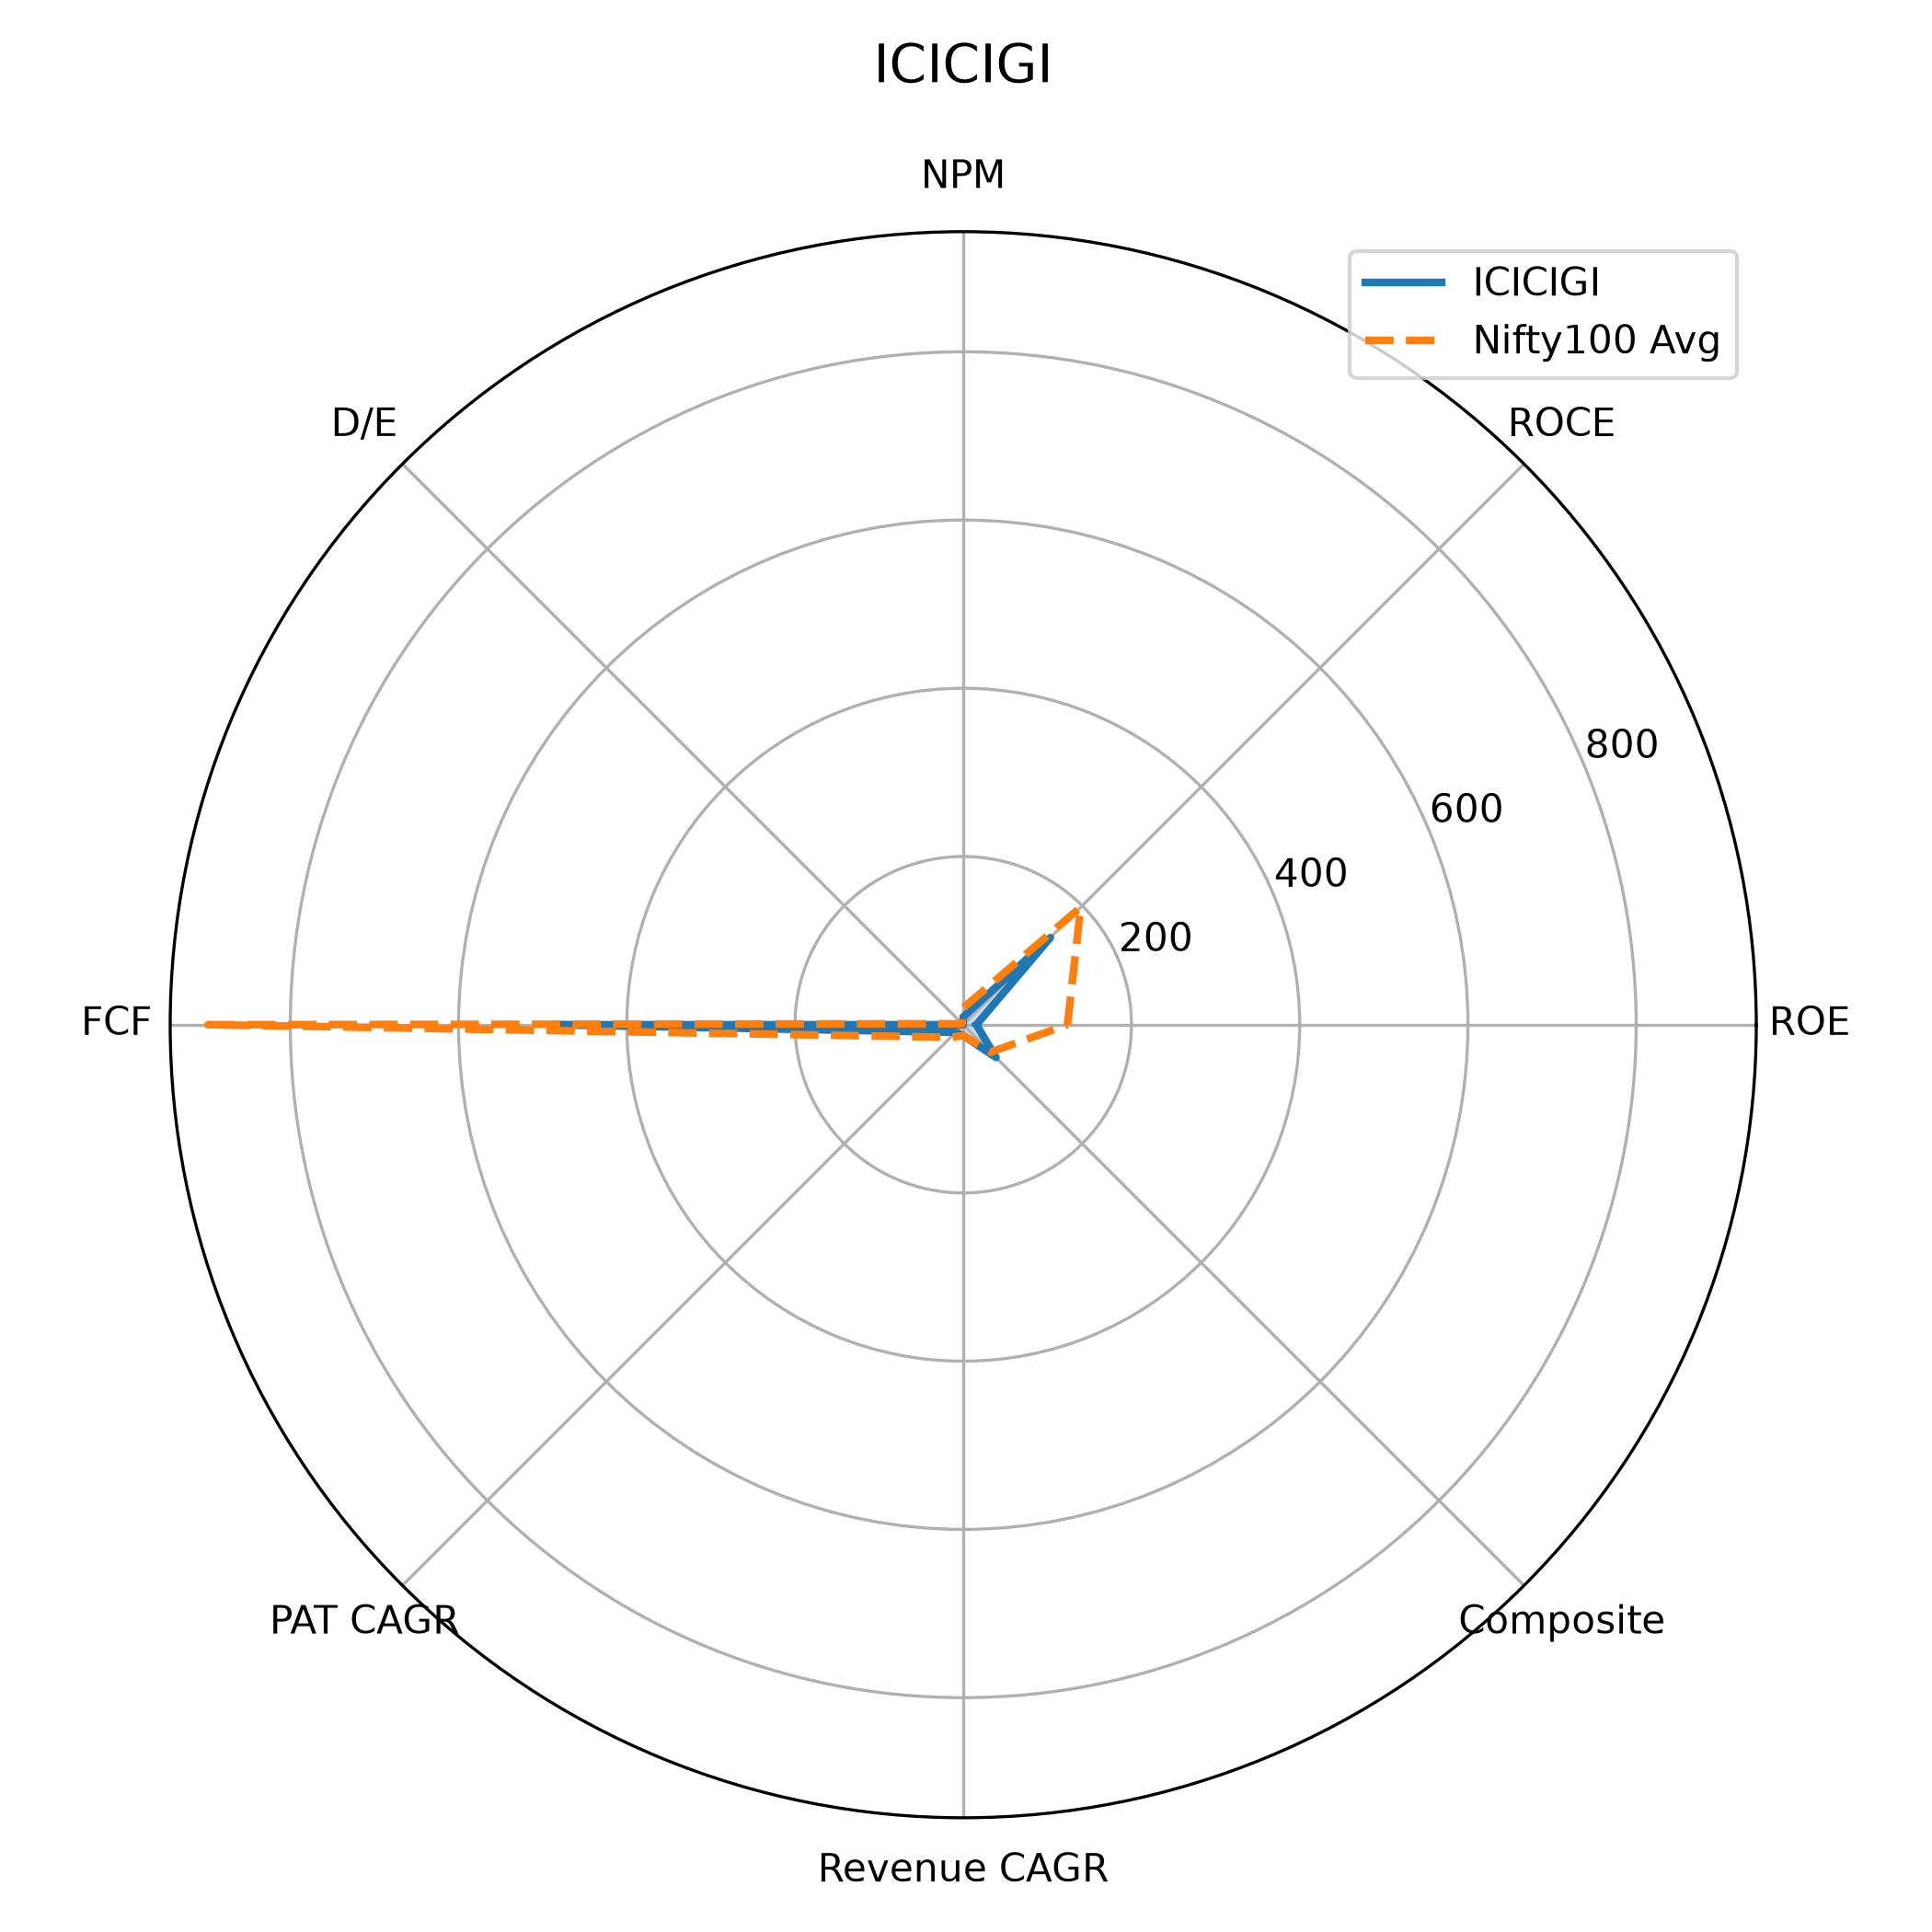 ICICIGI
NPM
ICICIGI
Nifty100 Avg
D/E
ROCE
800
600
400
200
FCF
ROE
PAT CAGR
Composite
Revenue CAGR